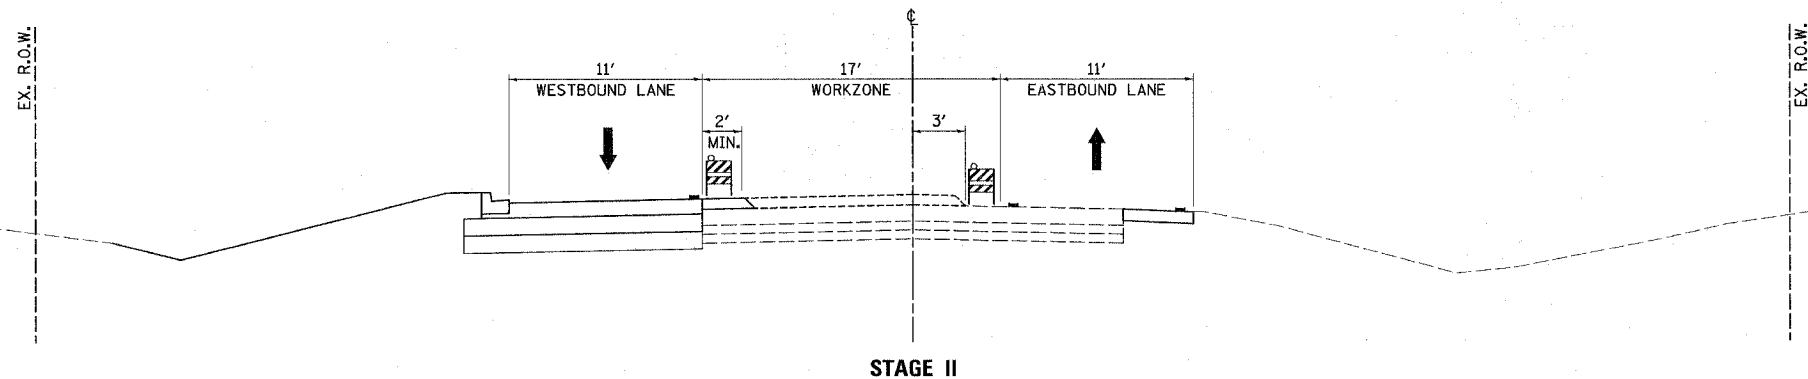 ℄
EX. R.O.W.
EX. R.O.W.
11'
17'
11'
WESTBOUND LANE
WORKZONE
EASTBOUND LANE
2'
MIN.
3'
STAGE II